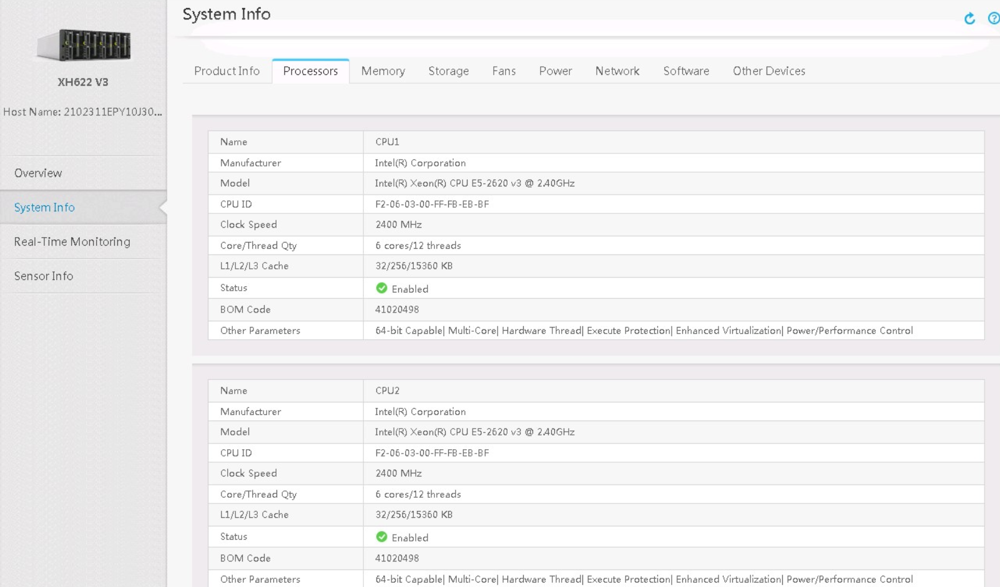 System Info
XH622 V3
Host Name: 2102311EPY10J30...
Overview
System Info
Real-Time Monitoring
Sensor Info
Product Info Processors Memory Storage Fans Power Network Software Other Devices
Name CPU1
Manufacturer Intel(R) Corporation
Model Intel(R) Xeon(R) CPU E5-2620 v3 @ 2.40GHz
CPU ID F2-06-03-00-FF-FB-EB-BF
Clock Speed 2400 MHz
Core/Thread Qty 6 cores/12 threads
L1/L2/L3 Cache 32/256/15360 KB
Status Enabled
BOM Code 41020498
Other Parameters 64-bit Capable| Multi-Core| Hardware Thread| Execute Protection| Enhanced Virtualization| Power/Performance Control
Name CPU2
Manufacturer Intel(R) Corporation
Model Intel(R) Xeon(R) CPU E5-2620 v3 @ 2.40GHz
CPU ID F2-06-03-00-FF-FB-EB-BF
Clock Speed 2400 MHz
Core/Thread Qty 6 cores/12 threads
L1/L2/L3 Cache 32/256/15360 KB
Status Enabled
BOM Code 41020498
Other Parameters 64-bit Capable| Multi-Core| Hardware Thread| Execute Protection| Enhanced Virtualization| Power/Performance Control